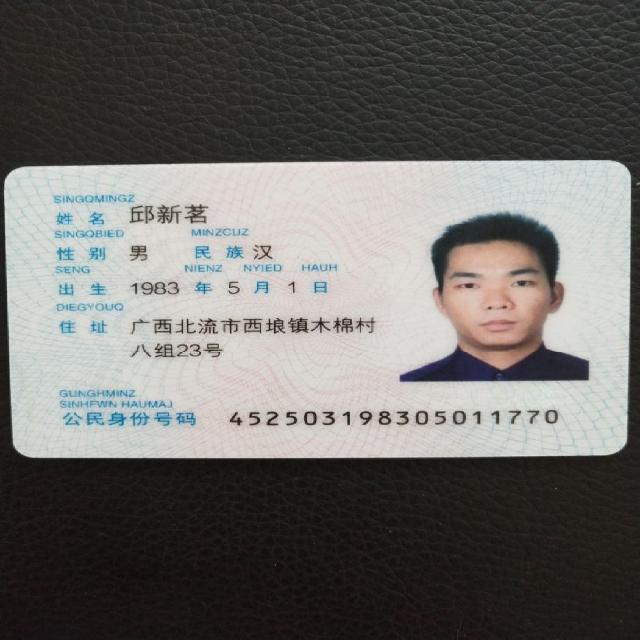 SINGQMINGZ
姓名 邱新茗
SINGQBIED MINZCUZ
性别 男 民族 汉
SENG NIENZ NYIED HAUH
出生 1983 年 5 月 1 日
DIEGYOUQ
住址 广西北流市西埌镇木棉村
八组23号
GUNGHMINZ
SINHFWN HAUMAJ
公民身份号码 452503198305011770